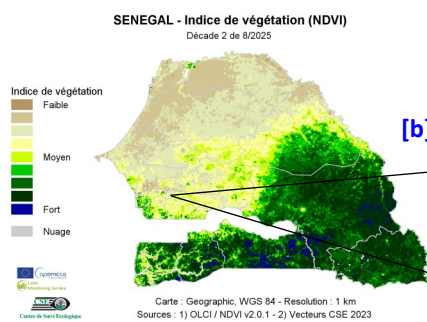 SENEGAL - Indice de végétation (NDVI)
Décade 2 de 8/2025
Indice de végétation
Faible
Moyen
Fort
Nuage
[b]
Copernicus
Land
Monitoring Service
CSE
Centre de Suivi Ecologique
Carte : Geographic, WGS 84 - Resolution : 1 km
Sources : 1) OLCI / NDVI v2.0.1 - 2) Vecteurs CSE 2023